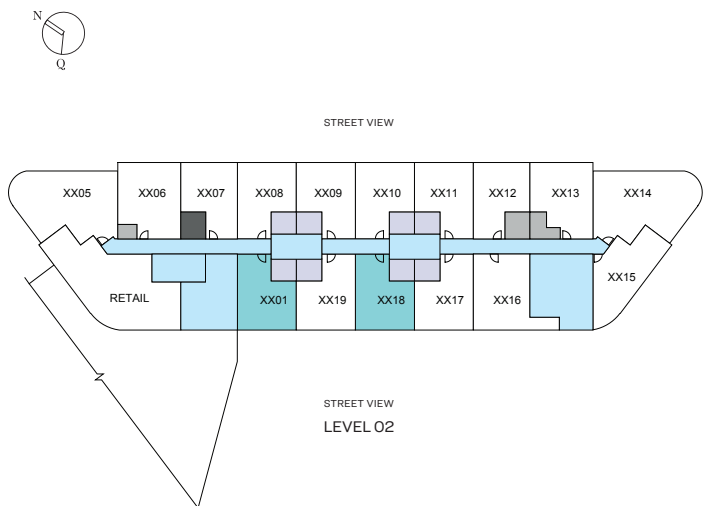 N
Q
STREET VIEW
XX05 XX06 XX07 XX08 XX09 XX10 XX11 XX12 XX13 XX14
XX15
RETAIL XX01 XX19 XX18 XX17 XX16
STREET VIEW
LEVEL 02